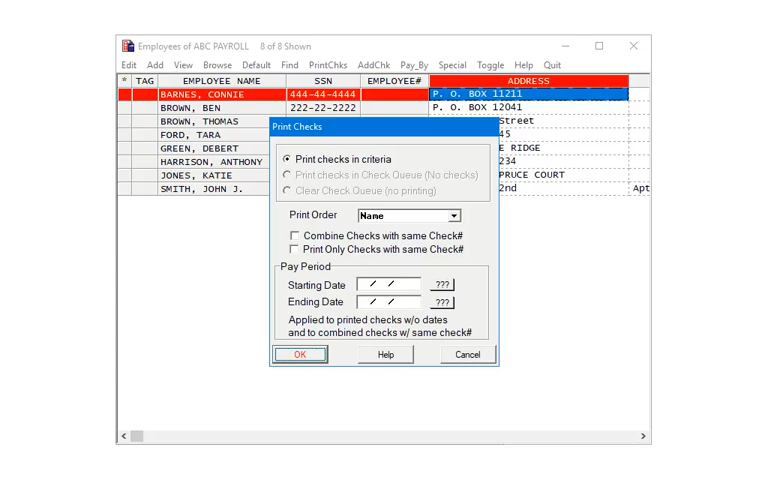 Employees of ABC PAYROLL 8 of 8 Shown
Edit Add View Browse Default Find PrintChks AddChk Pay_By Special Toggle Help Quit
* TAG EMPLOYEE NAME SSN EMPLOYEE# ADDRESS
BARNES, CONNIE 444-44-4444 P. O. BOX 11211
BROWN, BEN 222-22-2222 P. O. BOX 12041
BROWN, THOMAS Street
FORD, TARA 45
GREEN, DEBERT E RIDGE
HARRISON, ANTHONY 234
JONES, KATIE PRUCE COURT
SMITH, JOHN J. 2nd Apt
Print Checks
Print checks in criteria
Print checks in Check Queue (No checks)
Clear Check Queue (no printing)
Print Order Name
Combine Checks with same Check#
Print Only Checks with same Check#
Pay Period
Starting Date / / ???
Ending Date / / ???
Applied to printed checks w/o dates
and to combined checks w/ same check#
OK Help Cancel